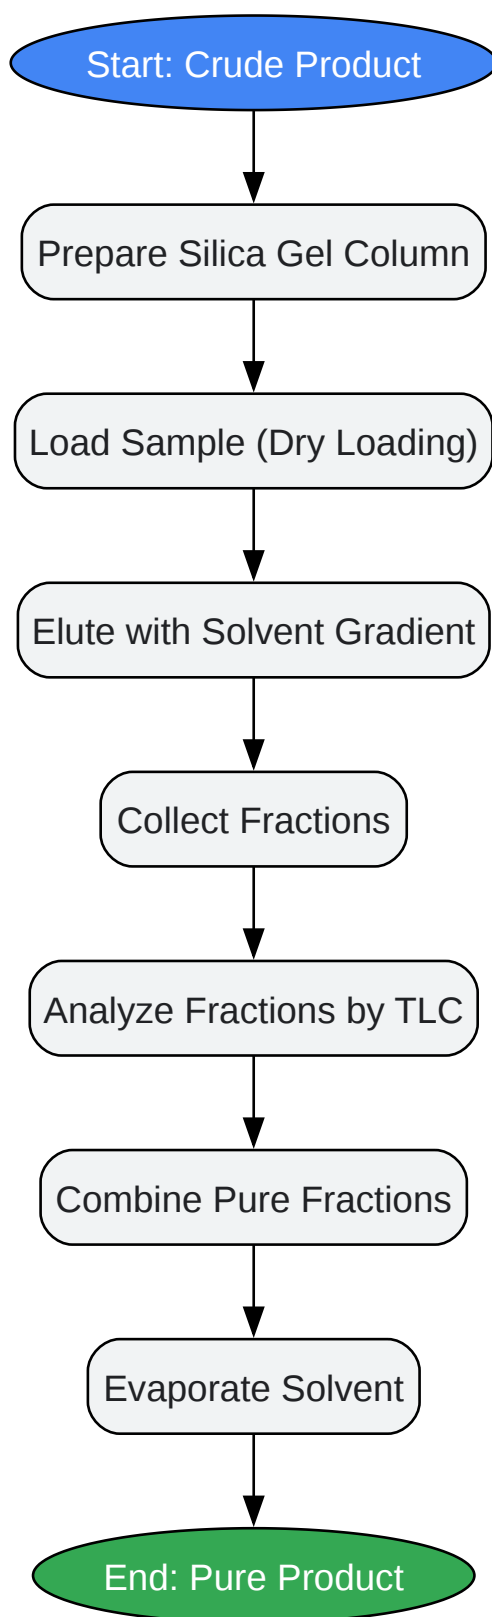 Start: Crude Product
Prepare Silica Gel Column
Load Sample (Dry Loading)
Elute with Solvent Gradient
Collect Fractions
Analyze Fractions by TLC
Combine Pure Fractions
Evaporate Solvent
End: Pure Product